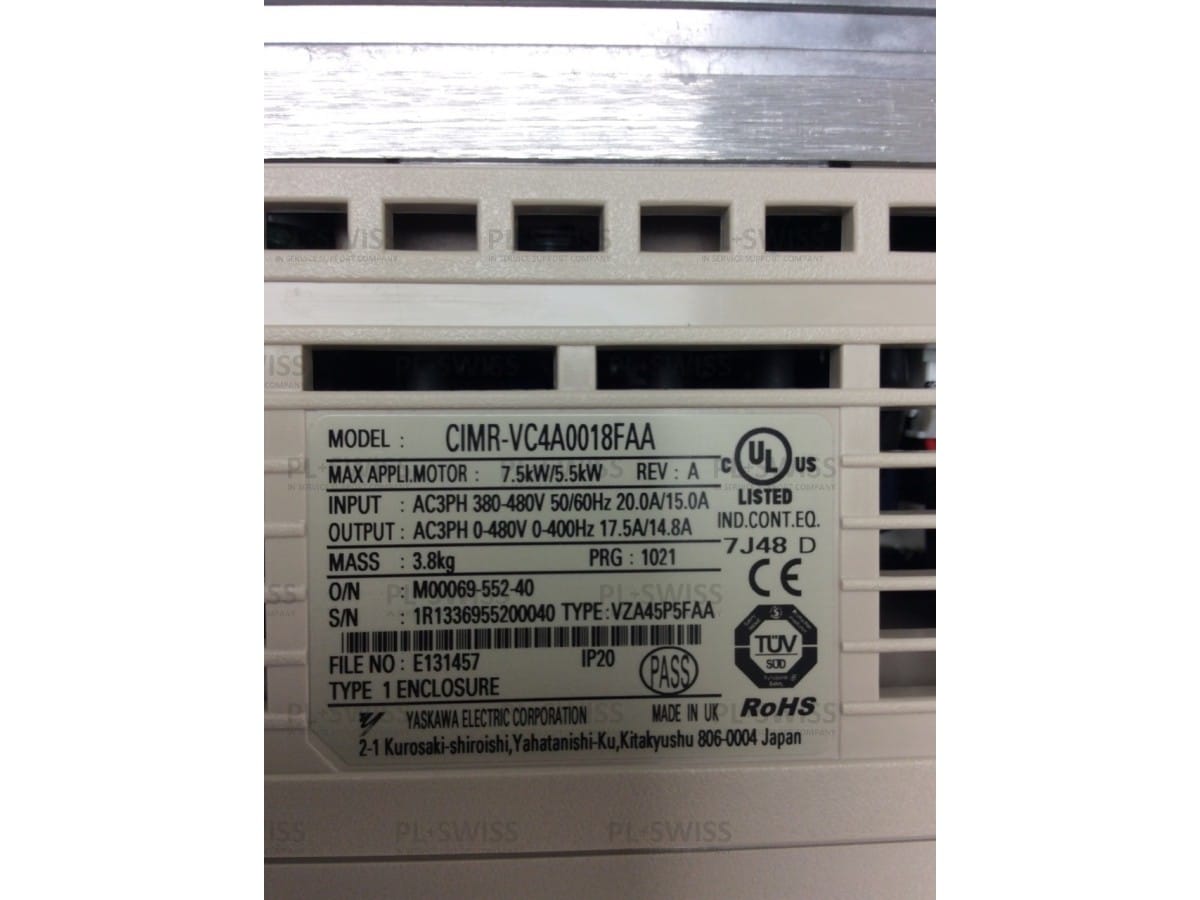 MODEL : CIMR-VC4A0018FAA
MAX APPLI.MOTOR : 7.5kW/5.5kW REV : A
INPUT : AC3PH 380-480V 50/60Hz 20.0A/15.0A
OUTPUT : AC3PH 0-480V 0-400Hz 17.5A/14.8A
MASS : 3.8kg PRG : 1021
O/N : M00069-552-40
S/N : 1R1336955200040 TYPE : VZA45P5FAA
FILE NO : E131457 IP20 PASS
TYPE 1 ENCLOSURE
YASKAWA ELECTRIC CORPORATION MADE IN UK
2-1 Kurosaki-shiroishi, Yahatanishi-Ku, Kitakyushu 806-0004 Japan
C UL US
LISTED
IND.CONT.EQ.
7J48 D
CE
TÜV
SÜD
RoHS
PL+SWISS
IN SERVICE SUPPORT COMPANY